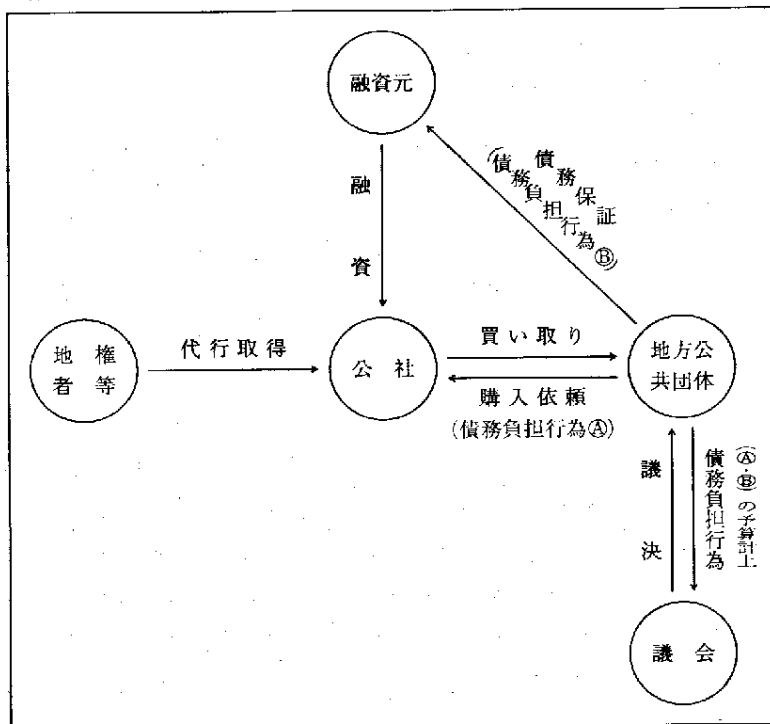 融資元
融資
債務保証
(債務負担行為Ⓑ)
地権
者等
代行取得
公社
買い取り
購入依頼
(債務負担行為Ⓐ)
地方公
共団体
議決
債務負担行為
(Ⓐ・Ⓑ)の予算計上
議会